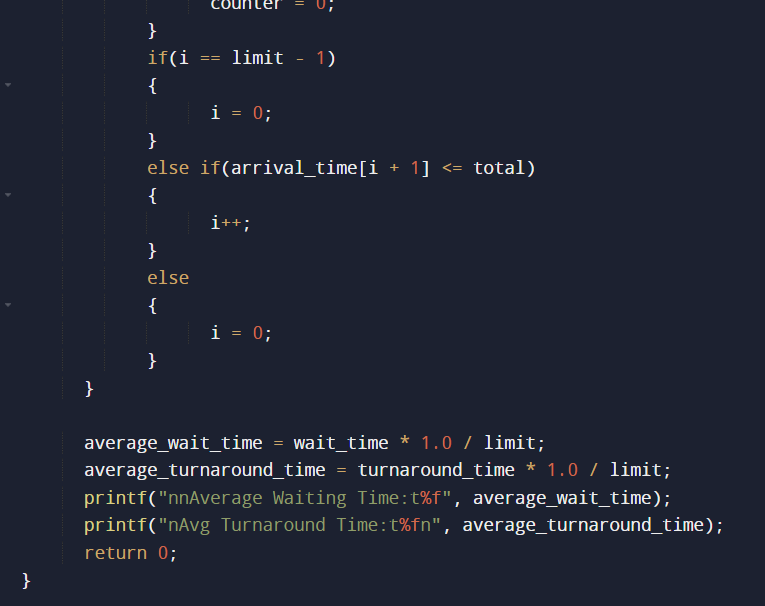 counter = 0;
}
if(i == limit - 1)
{
i = 0;
}
else if(arrival_time[i + 1] <= total)
{
i++;
}
else
{
i = 0;
}
}
average_wait_time = wait_time * 1.0 / limit;
average_turnaround_time = turnaround_time * 1.0 / limit;
printf("nnAverage Waiting Time:t%f", average_wait_time);
printf("nAvg Turnaround Time:t%fn", average_turnaround_time);
return 0;
}